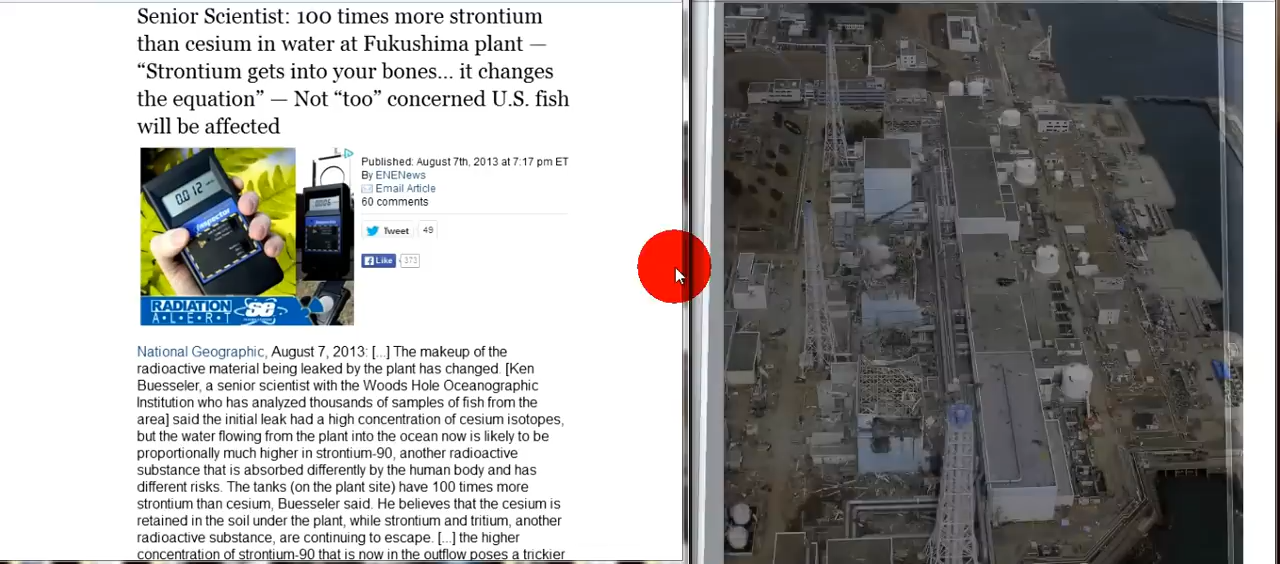 Senior Scientist: 100 times more strontium
than cesium in water at Fukushima plant —
“Strontium gets into your bones... it changes
the equation” — Not “too” concerned U.S. fish
will be affected
Published: August 7th, 2013 at 7:17 pm ET
By ENENews
Email Article
60 comments
Tweet 49
Like 373
0.012
Inspector
RADIATION
A•L•E•R•T
se
National Geographic, August 7, 2013: [...] The makeup of the
radioactive material being leaked by the plant has changed. [Ken
Buesseler, a senior scientist with the Woods Hole Oceanographic
Institution who has analyzed thousands of samples of fish from the
area] said the initial leak had a high concentration of cesium isotopes,
but the water flowing from the plant into the ocean now is likely to be
proportionally much higher in strontium-90, another radioactive
substance that is absorbed differently by the human body and has
different risks. The tanks (on the plant site) have 100 times more
strontium than cesium, Buesseler said. He believes that the cesium is
retained in the soil under the plant, while strontium and tritium, another
radioactive substance, are continuing to escape. [...] the higher
concentration of strontium-90 that is now in the outflow poses a trickier